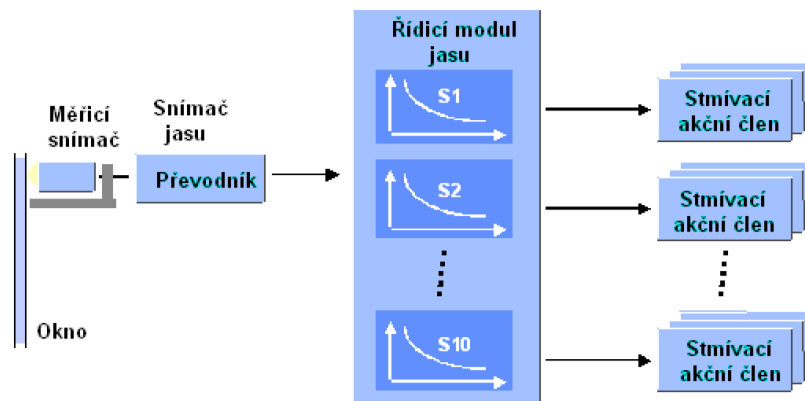 Řídicí modul
jasu
Měřicí
snímač
Snímač
jasu
Převodník
Okno
S1
S2
S10
Stmívací
akční člen
Stmívací
akční člen
Stmívací
akční člen